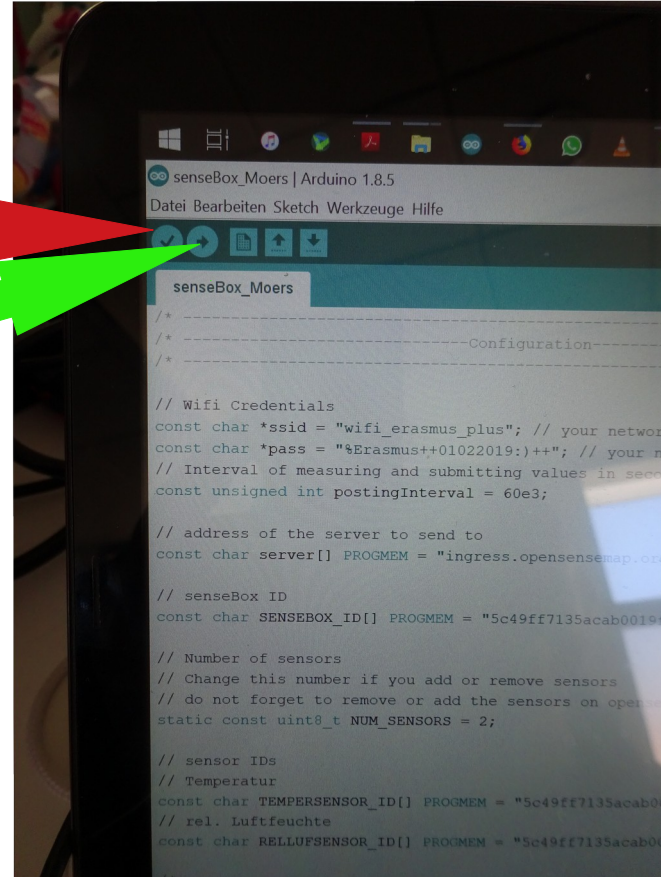 senseBox_Moers | Arduino 1.8.5
Datei Bearbeiten Sketch Werkzeuge Hilfe
senseBox_Moers
/* -----------------------------------------------
/* ----------------------------Configuration-------
/* -----------------------------------------------
// Wifi Credentials
const char *ssid = "wifi_erasmus_plus"; // your networ
const char *pass = "%Erasmus++01022019:)++"; // your n
// Interval of measuring and submitting values in seco
const unsigned int postingInterval = 60e3;
// address of the server to send to
const char server[] PROGMEM = "ingress.opensensemap.or
// senseBox ID
const char SENSEBOX_ID[] PROGMEM = "5c49ff7135acab0019
// Number of sensors
// Change this number if you add or remove sensors
// do not forget to remove or add the sensors on opense
static const uint8_t NUM_SENSORS = 2;
// sensor IDs
// Temperatur
const char TEMPERSENSOR_ID[] PROGMEM = "5c49ff7135acab0
// rel. Luftfeuchte
const char RELLUFSENSOR_ID[] PROGMEM = "5c49ff7135acab0